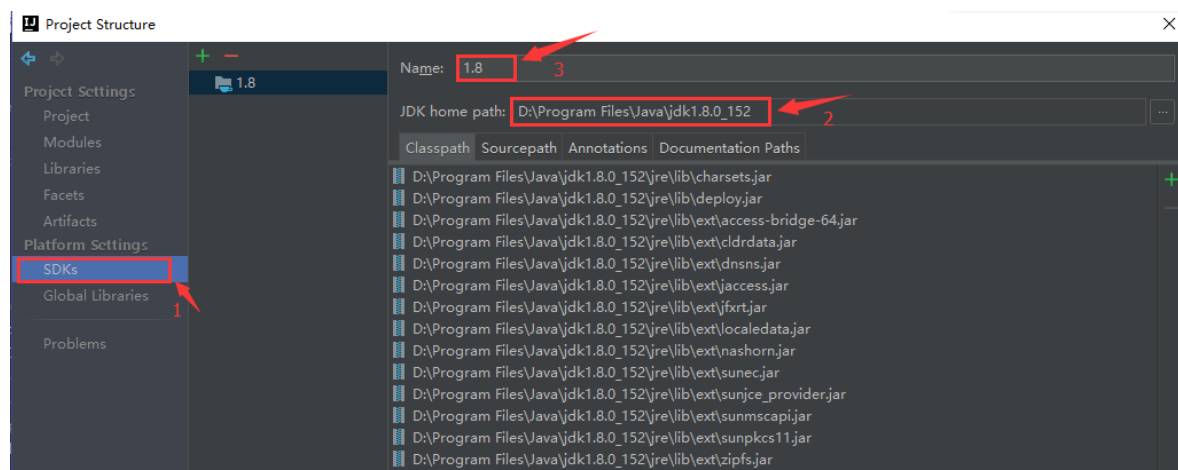 Project Structure
Project Settings
Project
Modules
Libraries
Facets
Artifacts
Platform Settings
SDKs
1
Global Libraries
Problems
1.8
Name: 1.8
3
JDK home path: D:\Program Files\Java\jdk1.8.0_152
2
...
Classpath Sourcepath Annotations Documentation Paths
D:\Program Files\Java\jdk1.8.0_152\jre\lib\charsets.jar
D:\Program Files\Java\jdk1.8.0_152\jre\lib\deploy.jar
D:\Program Files\Java\jdk1.8.0_152\jre\lib\ext\access-bridge-64.jar
D:\Program Files\Java\jdk1.8.0_152\jre\lib\ext\cldrdata.jar
D:\Program Files\Java\jdk1.8.0_152\jre\lib\ext\dnsns.jar
D:\Program Files\Java\jdk1.8.0_152\jre\lib\ext\jaccess.jar
D:\Program Files\Java\jdk1.8.0_152\jre\lib\ext\jfxrt.jar
D:\Program Files\Java\jdk1.8.0_152\jre\lib\ext\localedata.jar
D:\Program Files\Java\jdk1.8.0_152\jre\lib\ext\nashorn.jar
D:\Program Files\Java\jdk1.8.0_152\jre\lib\ext\sunec.jar
D:\Program Files\Java\jdk1.8.0_152\jre\lib\ext\sunjce_provider.jar
D:\Program Files\Java\jdk1.8.0_152\jre\lib\ext\sunmscapi.jar
D:\Program Files\Java\jdk1.8.0_152\jre\lib\ext\sunpkcs11.jar
D:\Program Files\Java\jdk1.8.0_152\jre\lib\ext\zipfs.jar